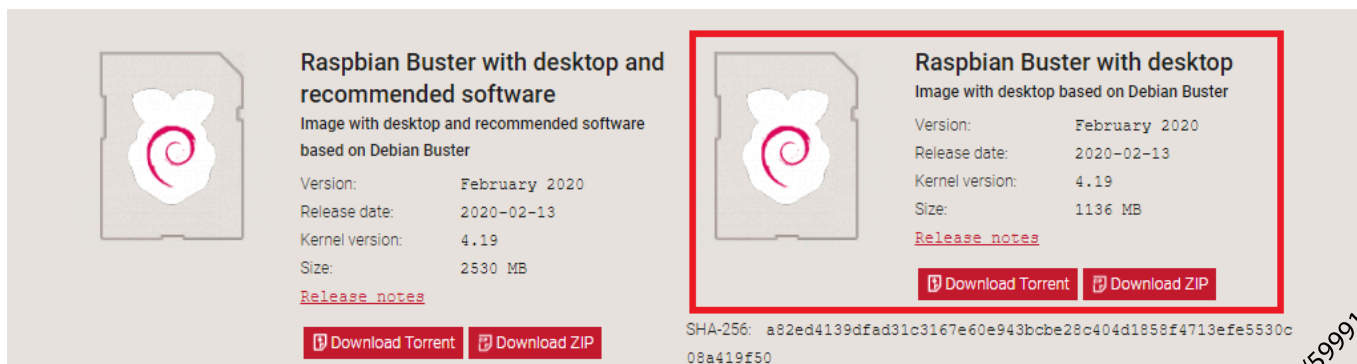 Raspbian Buster with desktop and
recommended software
Image with desktop and recommended software
based on Debian Buster
Version: February 2020
Release date: 2020-02-13
Kernel version: 4.19
Size: 2530 MB
Release notes
Download Torrent Download ZIP
Raspbian Buster with desktop
Image with desktop based on Debian Buster
Version: February 2020
Release date: 2020-02-13
Kernel version: 4.19
Size: 1136 MB
Release notes
Download Torrent Download ZIP
SHA-256: a82ed4139dfad31c3167e60e943bcbe28c404d1858f4713efe5530c
08a419f50
/59991